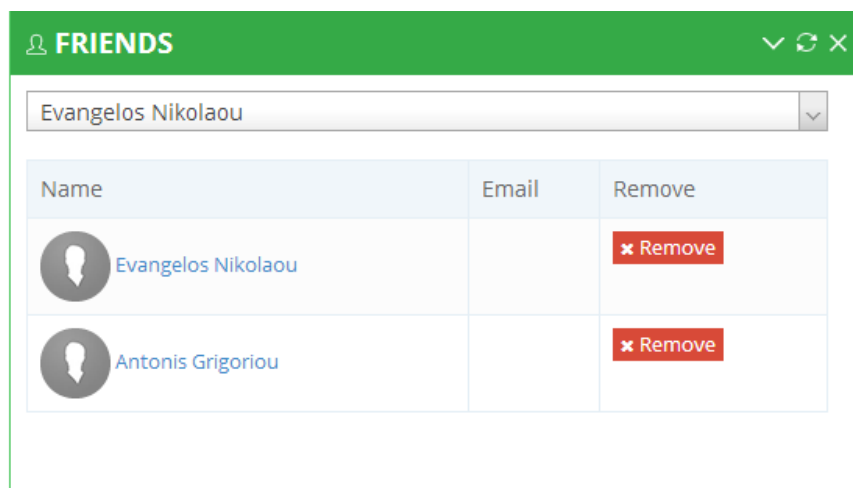 FRIENDS
Evangelos Nikolaou
Name Email Remove
Evangelos Nikolaou Remove
Antonis Grigoriou Remove